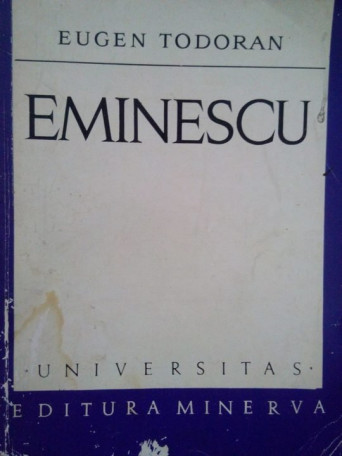 EUGEN TODORAN
EMINESCU
·UNIVERSITAS·
EDITURA MINERVA